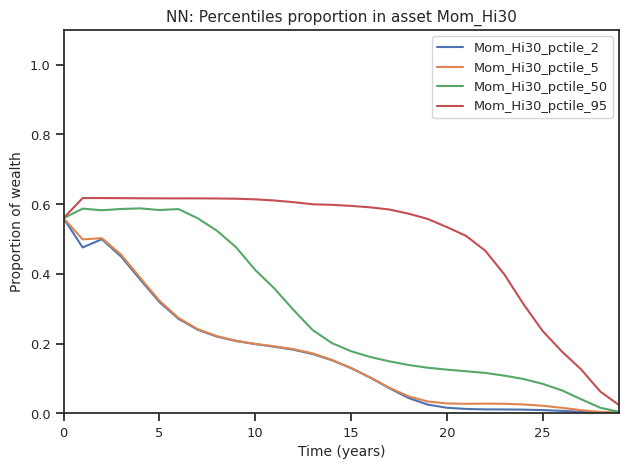 NN: Percentiles proportion in asset Mom_Hi30
Mom_Hi30_pctile_2
Mom_Hi30_pctile_5
Mom_Hi30_pctile_50
Mom_Hi30_pctile_95
Proportion of wealth
1.0
0.8
0.6
0.4
0.2
0.0
0 5 10 15 20 25
Time (years)